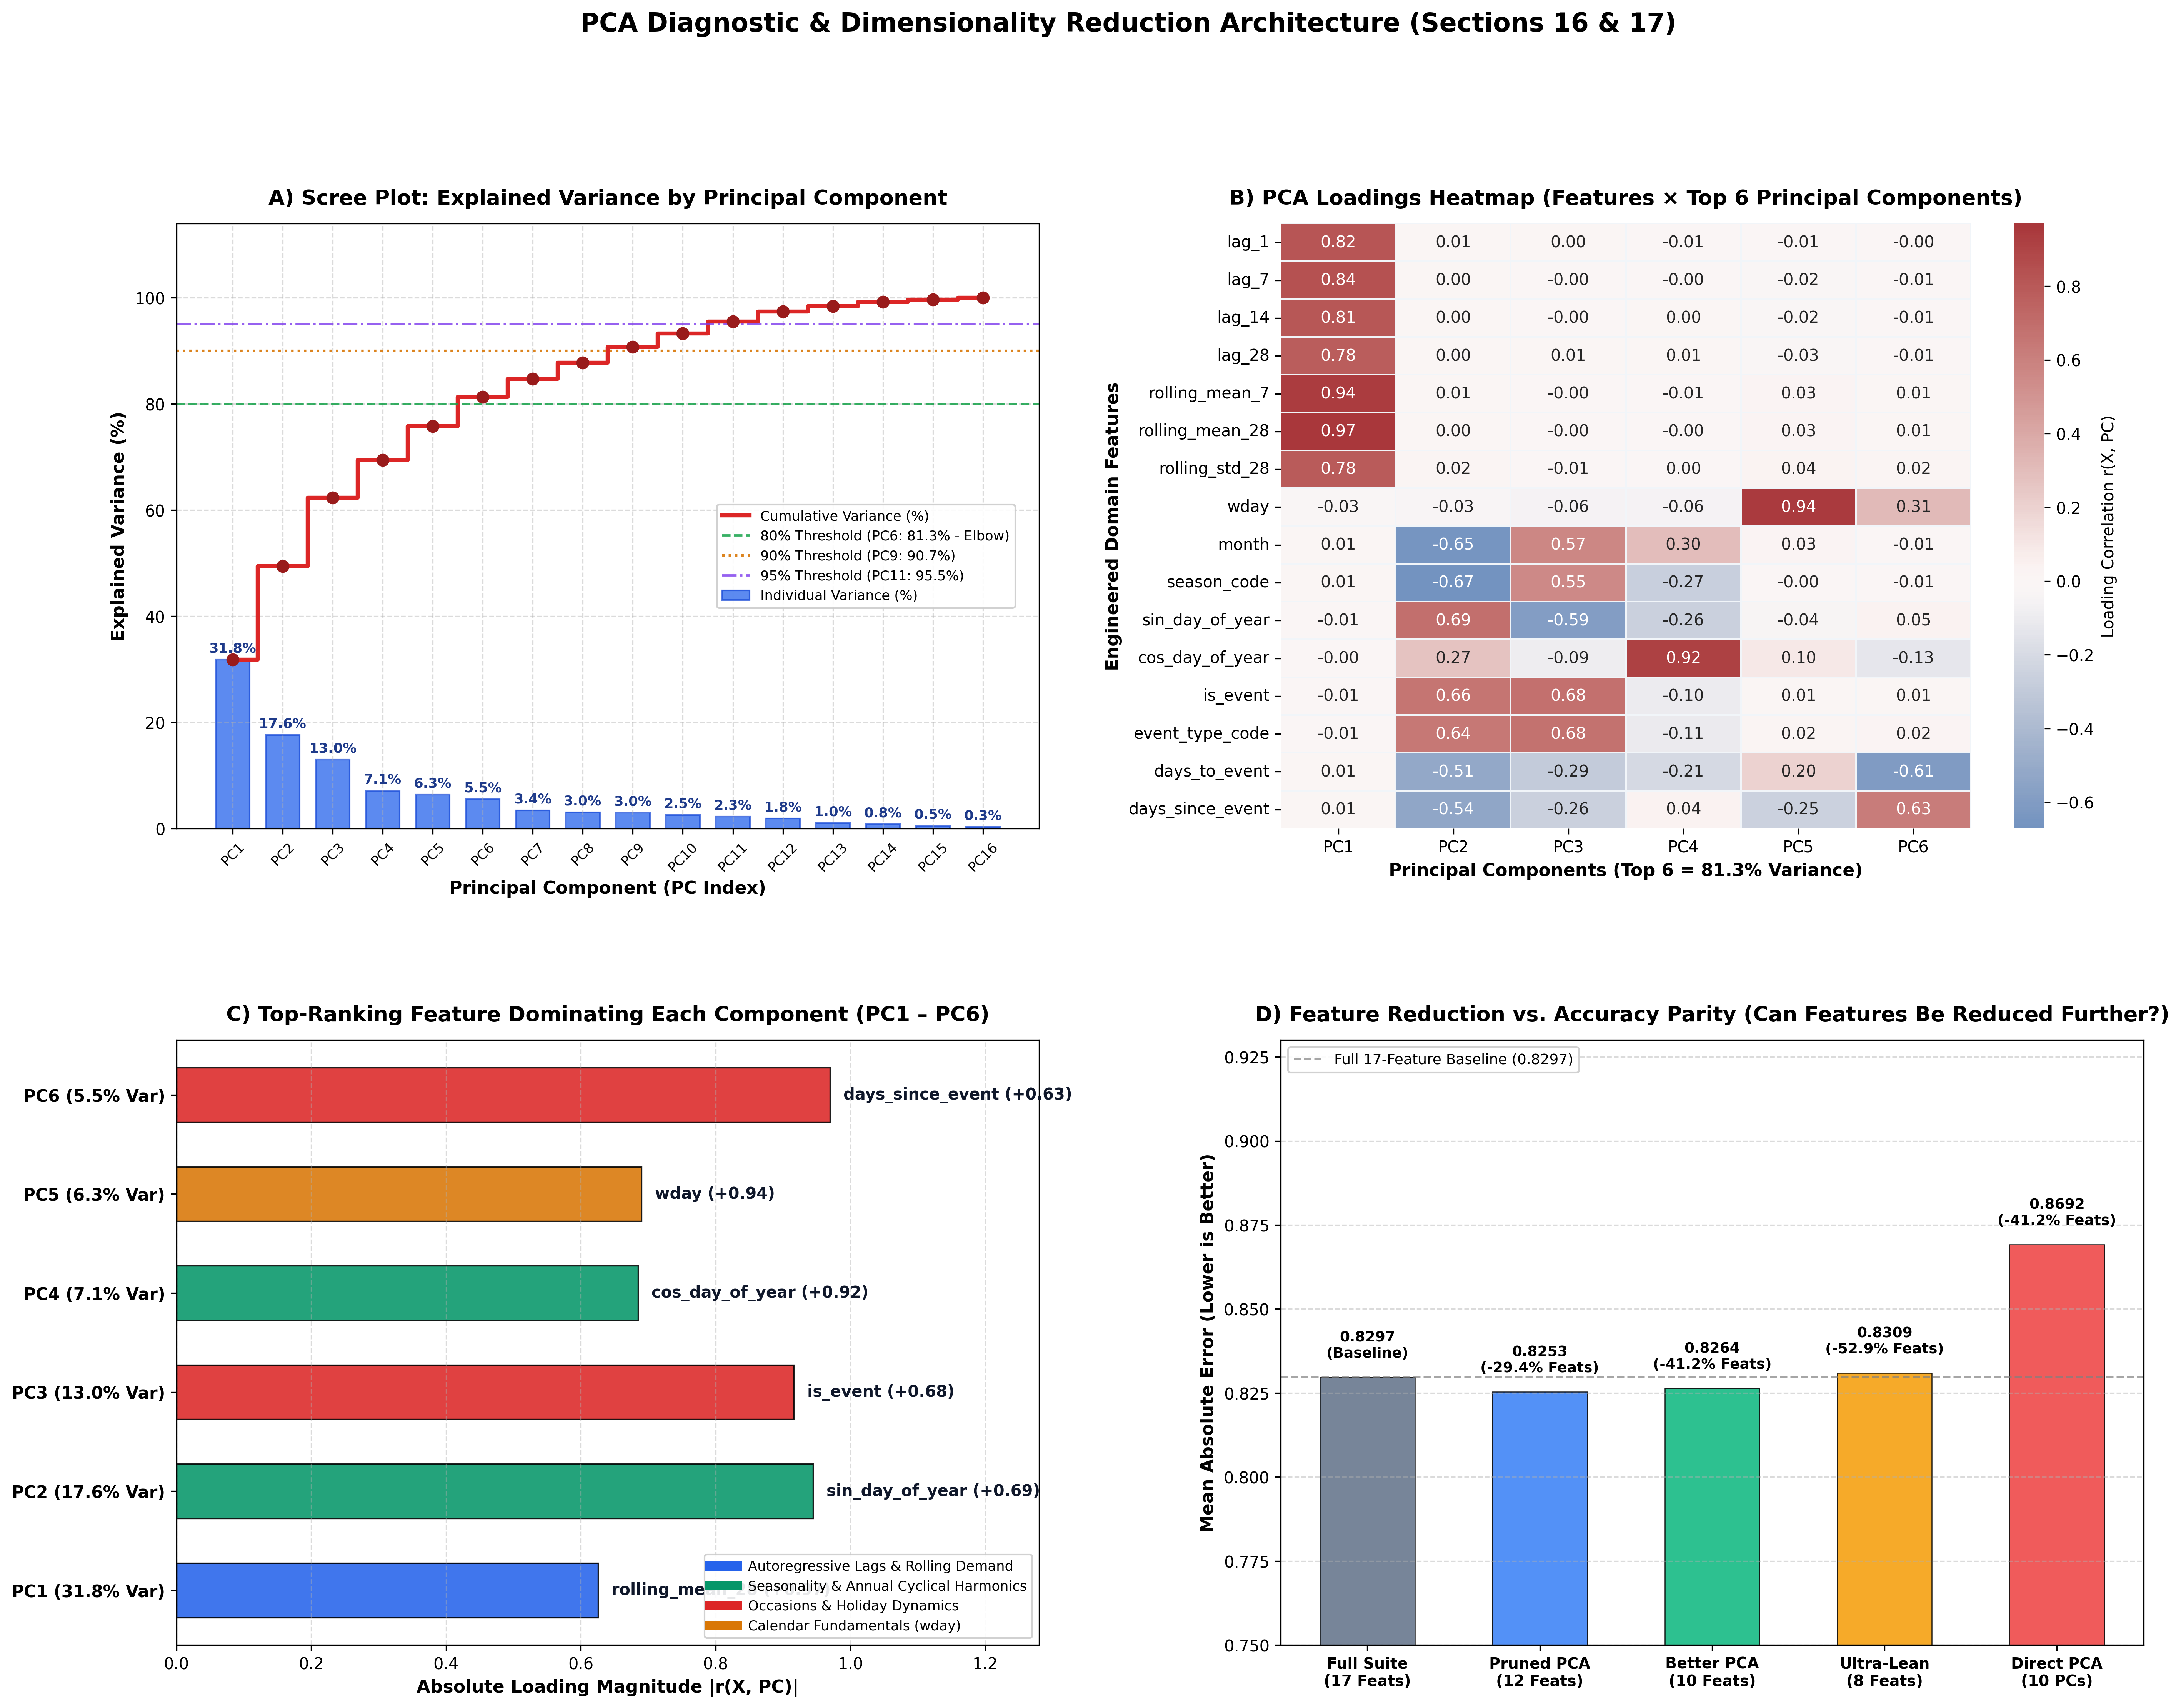 PCA Diagnostic & Dimensionality Reduction Architecture (Sections 16 & 17)
A) Scree Plot: Explained Variance by Principal Component
Explained Variance (%)
100
80
60
40
20
0
31.8%
17.6%
13.0%
7.1%
6.3%
5.5%
3.4%
3.0%
3.0%
2.5%
2.3%
1.8%
1.0%
0.8%
0.5%
0.3%
Cumulative Variance (%)
80% Threshold (PC6: 81.3% - Elbow)
90% Threshold (PC9: 90.7%)
95% Threshold (PC11: 95.5%)
Individual Variance (%)
PC1 PC2 PC3 PC4 PC5 PC6 PC7 PC8 PC9 PC10 PC11 PC12 PC13 PC14 PC15 PC16
Principal Component (PC Index)
B) PCA Loadings Heatmap (Features × Top 6 Principal Components)
Engineered Domain Features
lag_1 0.82 0.01 0.00 -0.01 -0.01 -0.00
lag_7 0.84 0.00 -0.00 -0.00 -0.02 -0.01
lag_14 0.81 0.00 -0.00 0.00 -0.02 -0.01
lag_28 0.78 0.00 0.01 0.01 -0.03 -0.01
rolling_mean_7 0.94 0.01 -0.00 -0.01 0.03 0.01
rolling_mean_28 0.97 0.00 -0.00 -0.00 0.03 0.01
rolling_std_28 0.78 0.02 -0.01 0.00 0.04 0.02
wday -0.03 -0.03 -0.06 -0.06 0.94 0.31
month 0.01 -0.65 0.57 0.30 0.03 -0.01
season_code 0.01 -0.67 0.55 -0.27 -0.00 -0.01
sin_day_of_year -0.01 0.69 -0.59 -0.26 -0.04 0.05
cos_day_of_year -0.00 0.27 -0.09 0.92 0.10 -0.13
is_event -0.01 0.66 0.68 -0.10 0.01 0.01
event_type_code -0.01 0.64 0.68 -0.11 0.02 0.02
days_to_event 0.01 -0.51 -0.29 -0.21 0.20 -0.61
days_since_event 0.01 -0.54 -0.26 0.04 -0.25 0.63
PC1 PC2 PC3 PC4 PC5 PC6
Principal Components (Top 6 = 81.3% Variance)
0.8
0.6
0.4
0.2
0.0
−0.2
−0.4
−0.6
Loading Correlation r(X, PC)
C) Top-Ranking Feature Dominating Each Component (PC1 – PC6)
PC6 (5.5% Var) days_since_event (+0.63)
PC5 (6.3% Var) wday (+0.94)
PC4 (7.1% Var) cos_day_of_year (+0.92)
PC3 (13.0% Var) is_event (+0.68)
PC2 (17.6% Var) sin_day_of_year (+0.69)
PC1 (31.8% Var)
Autoregressive Lags & Rolling Demand
Seasonality & Annual Cyclical Harmonics
Occasions & Holiday Dynamics
Calendar Fundamentals (wday)
0.0 0.2 0.4 0.6 0.8 1.0 1.2
Absolute Loading Magnitude |r(X, PC)|
D) Feature Reduction vs. Accuracy Parity (Can Features Be Reduced Further?)
Mean Absolute Error (Lower is Better)
Full 17-Feature Baseline (0.8297)
0.925
0.900
0.875
0.850
0.825
0.800
0.775
0.750
0.8297
(Baseline)
0.8253
(-29.4% Feats)
0.8264
(-41.2% Feats)
0.8309
(-52.9% Feats)
0.8692
(-41.2% Feats)
Full Suite
(17 Feats)
Pruned PCA
(12 Feats)
Better PCA
(10 Feats)
Ultra-Lean
(8 Feats)
Direct PCA
(10 PCs)